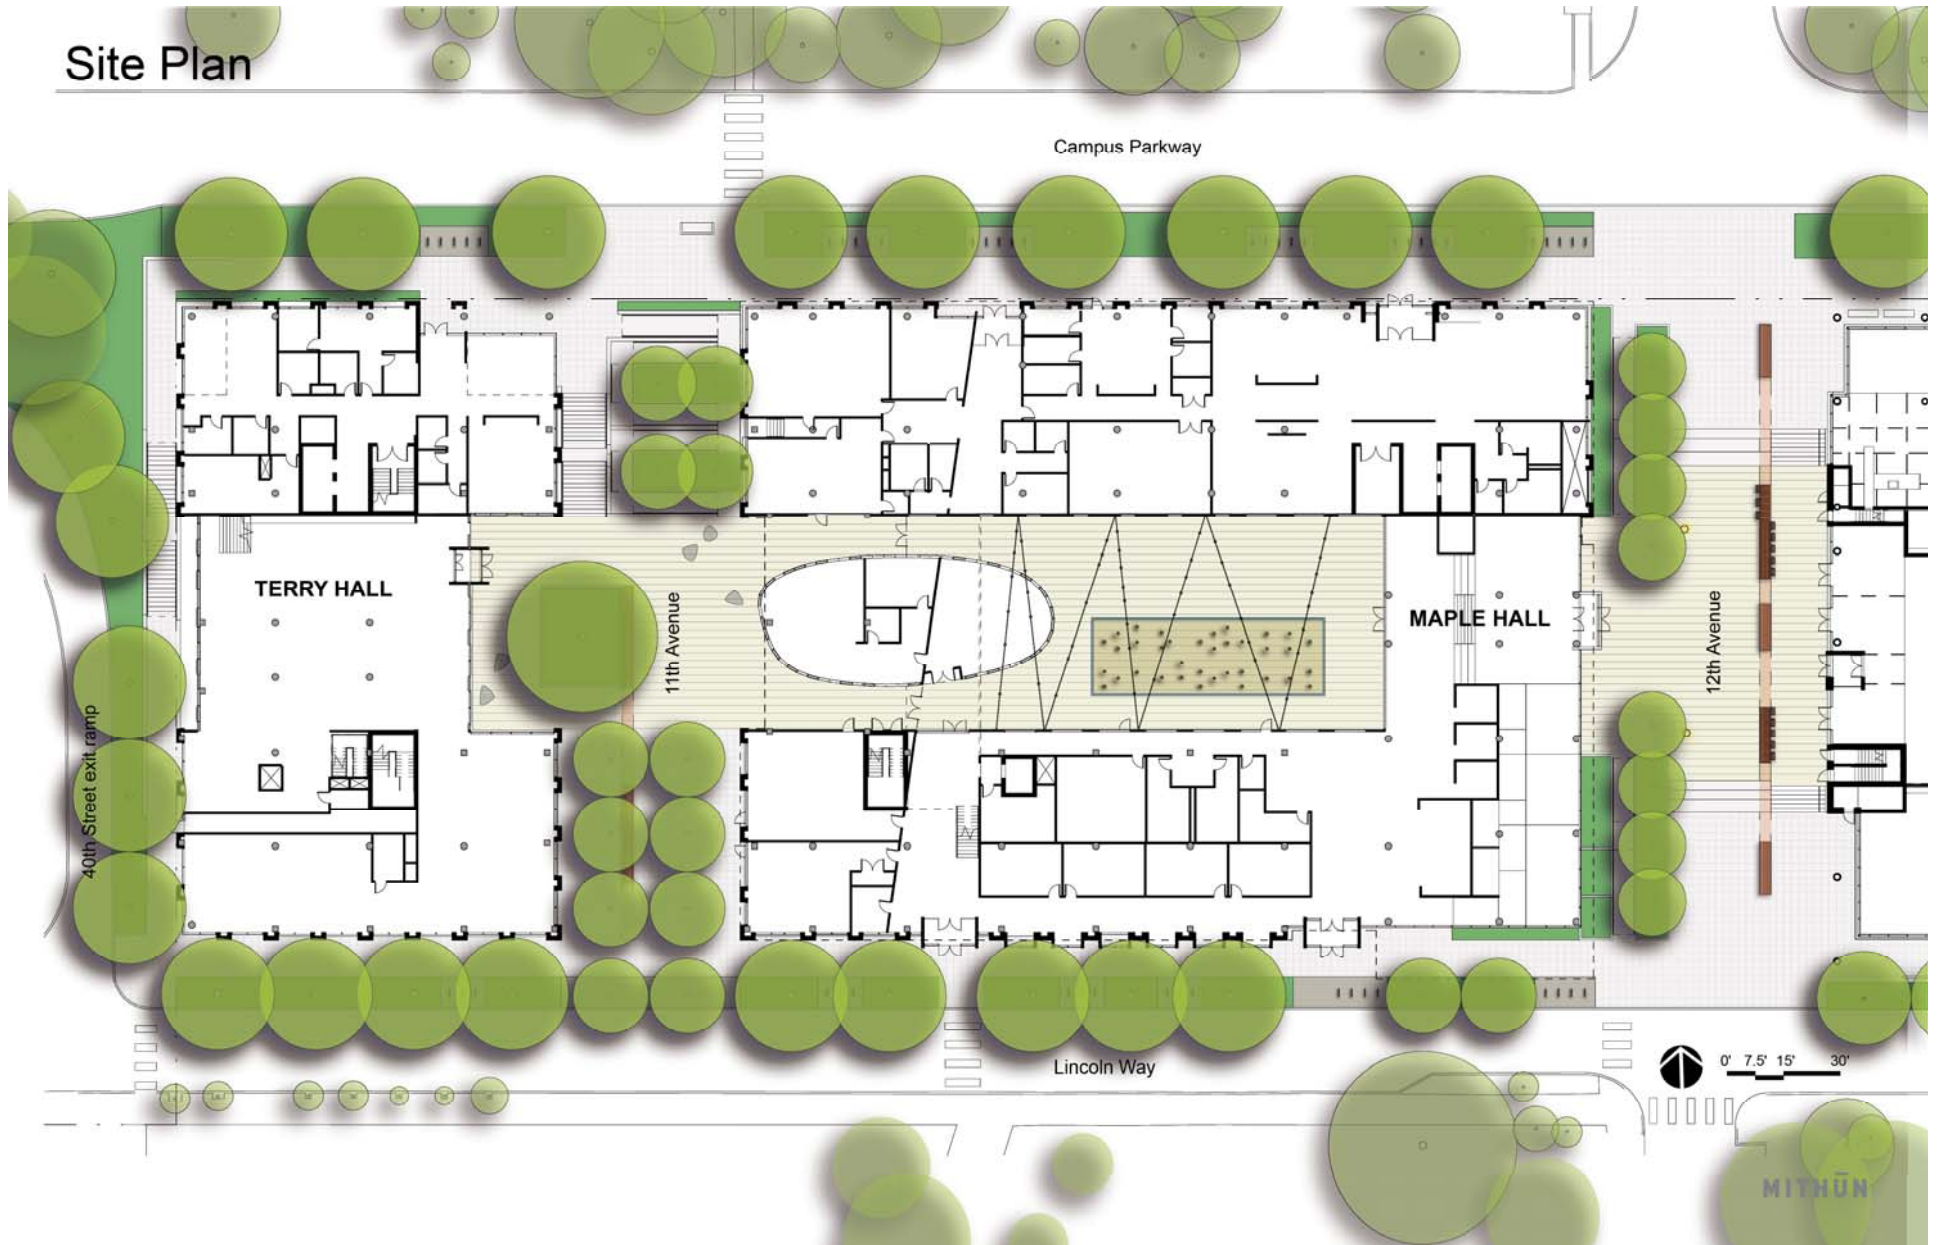 Site Plan
Campus Parkway
TERRY HALL
11th Avenue
MAPLE HALL
12th Avenue
40th Street exit ramp
Lincoln Way
0' 7.5' 15' 30'
MITHŪN